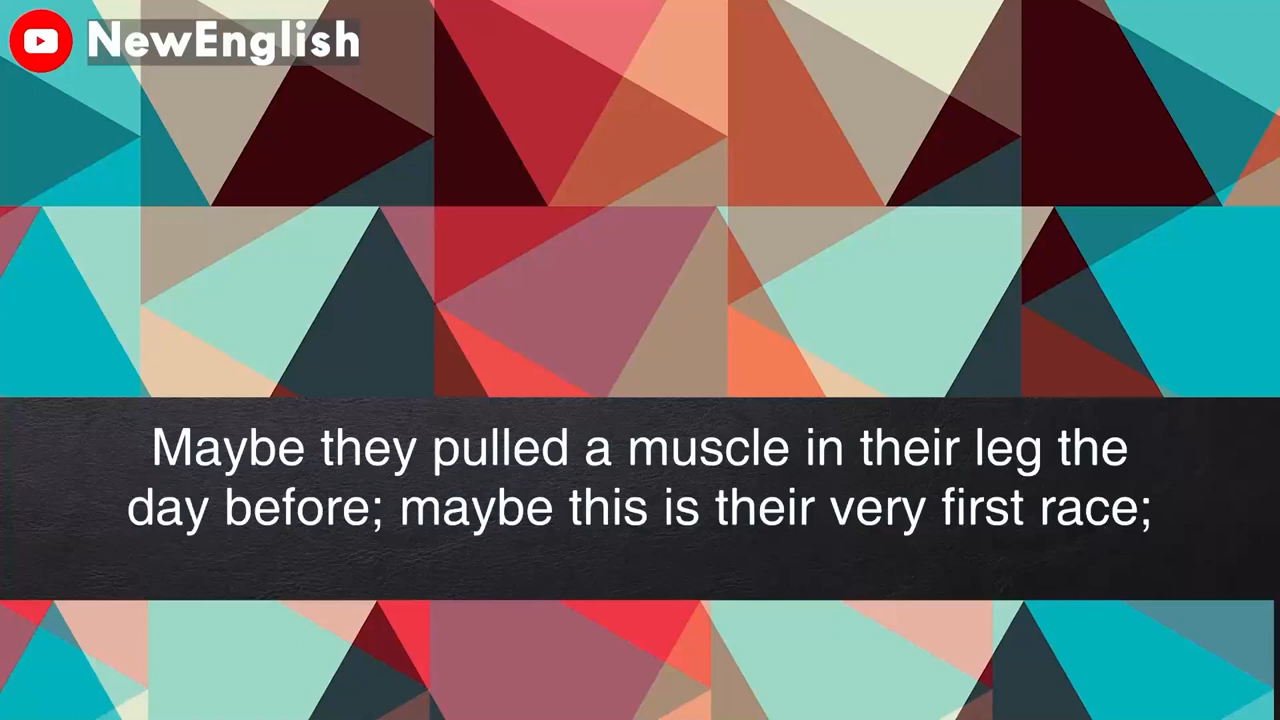 NewEnglish
Maybe they pulled a muscle in their leg the
day before; maybe this is their very first race;